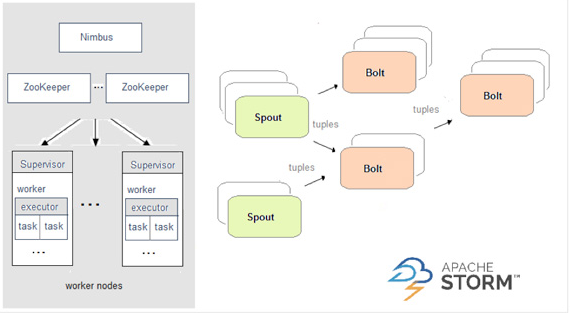 Nimbus
ZooKeeper ... ZooKeeper
Supervisor
worker
executor
task task
...
...
Supervisor
worker
executor
task task
...
worker nodes
Bolt
Bolt
Spout
tuples
tuples
Bolt
Spout
APACHE
STORM™